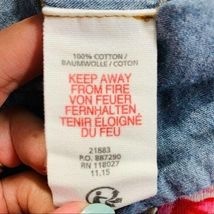 100% COTTON /
BAUMWOLLE / COTON
KEEP AWAY
FROM FIRE
VON FEUER
FERNHALTEN
TENIR ÉLOIGNÉ
DU FEU
21883
P.O. 887290
RN 118027
11.15